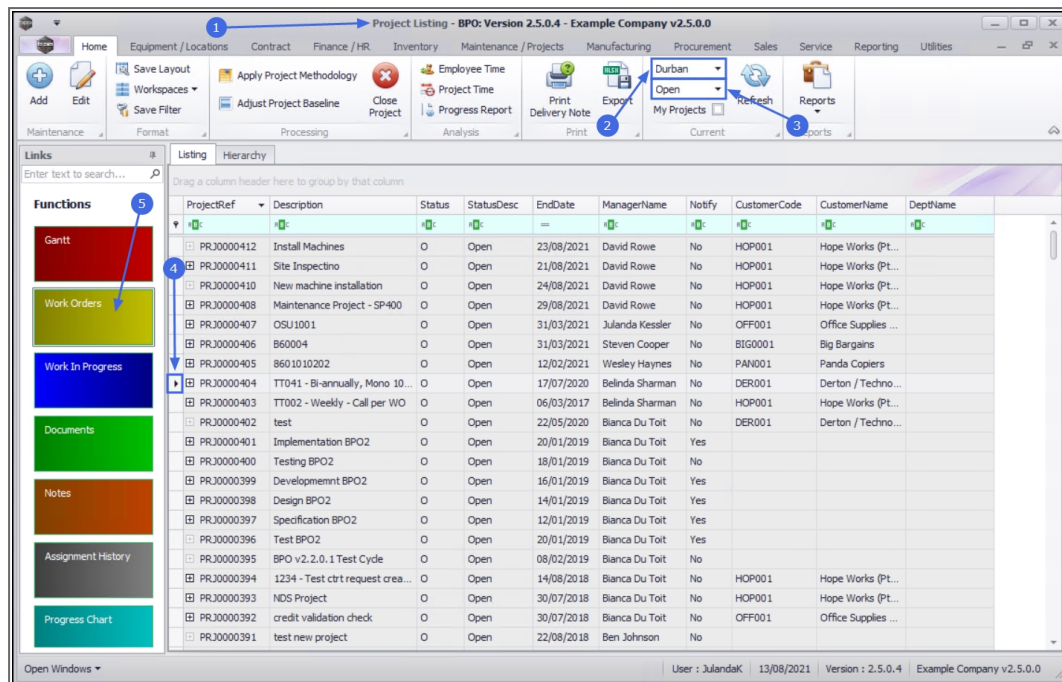 1
Project Listing - BPO: Version 2.5.0.4 - Example Company v2.5.0.0
Home Equipment / Locations Contract Finance / HR Inventory Maintenance / Projects Manufacturing Procurement Sales Service Reporting Utilities
Add
Edit
Maintenance
Save Layout
Workspaces
Save Filter
Format
Apply Project Methodology
Adjust Project Baseline
Close Project
Processing
Employee Time
Project Time
Progress Report
Analysis
Print Delivery Note
Export
Print
2
Durban
Open
My Projects
Refresh
Current
3
Reports
Links
Enter text to search...
Functions
5
Gantt
4
Work Orders
Work In Progress
Documents
Notes
Assignment History
Progress Chart
Listing Hierarchy
Drag a column header here to group by that column
ProjectRef Description Status StatusDesc EndDate ManagerName Notify CustomerCode CustomerName DeptName
PRJ0000412 Install Machines O Open 23/08/2021 David Rowe No HOP001 Hope Works (Pt...
PRJ0000411 Site Inspectino O Open 21/08/2021 David Rowe No HOP001 Hope Works (Pt...
PRJ0000410 New machine installation O Open 24/08/2021 David Rowe No HOP001 Hope Works (Pt...
PRJ0000408 Maintenance Project - SP400 O Open 29/08/2021 David Rowe No HOP001 Hope Works (Pt...
PRJ0000407 OSU1001 O Open 31/03/2021 Julanda Kessler No OFF001 Office Supplies ...
PRJ0000406 B60004 O Open 31/03/2021 Steven Cooper No BIG0001 Big Bargains
PRJ0000405 8601010202 O Open 12/02/2021 Wesley Haynes No PAN001 Panda Copiers
PRJ0000404 TT041 - Bi-annually, Mono 10... O Open 17/07/2020 Belinda Sharman No DER001 Derton / Techno...
PRJ0000403 TT002 - Weekly - Call per WO O Open 06/03/2017 Belinda Sharman No HOP001 Hope Works (Pt...
PRJ0000402 test O Open 22/05/2020 Bianca Du Toit No DER001 Derton / Techno...
PRJ0000401 Implementation BPO2 O Open 20/01/2019 Bianca Du Toit Yes
PRJ0000400 Testing BPO2 O Open 18/01/2019 Bianca Du Toit No
PRJ0000399 Developmemnt BPO2 O Open 16/01/2019 Bianca Du Toit Yes
PRJ0000398 Design BPO2 O Open 14/01/2019 Bianca Du Toit Yes
PRJ0000397 Specification BPO2 O Open 12/01/2019 Bianca Du Toit Yes
PRJ0000396 Test BPO2 O Open 20/01/2019 Bianca Du Toit Yes
PRJ0000395 BPO v2.2.0.1 Test Cycle O Open 08/02/2019 Bianca Du Toit No
PRJ0000394 1234 - Test ctrt request crea... O Open 14/08/2018 Bianca Du Toit No HOP001 Hope Works (Pt...
PRJ0000393 NDS Project O Open 30/07/2018 Bianca Du Toit No HOP001 Hope Works (Pt...
PRJ0000392 credit validation check O Open 30/07/2018 Bianca Du Toit No OFF001 Office Supplies ...
PRJ0000391 test new project O Open 22/08/2018 Ben Johnson No
Open Windows User : JulandaK 13/08/2021 Version : 2.5.0.4 Example Company v2.5.0.0